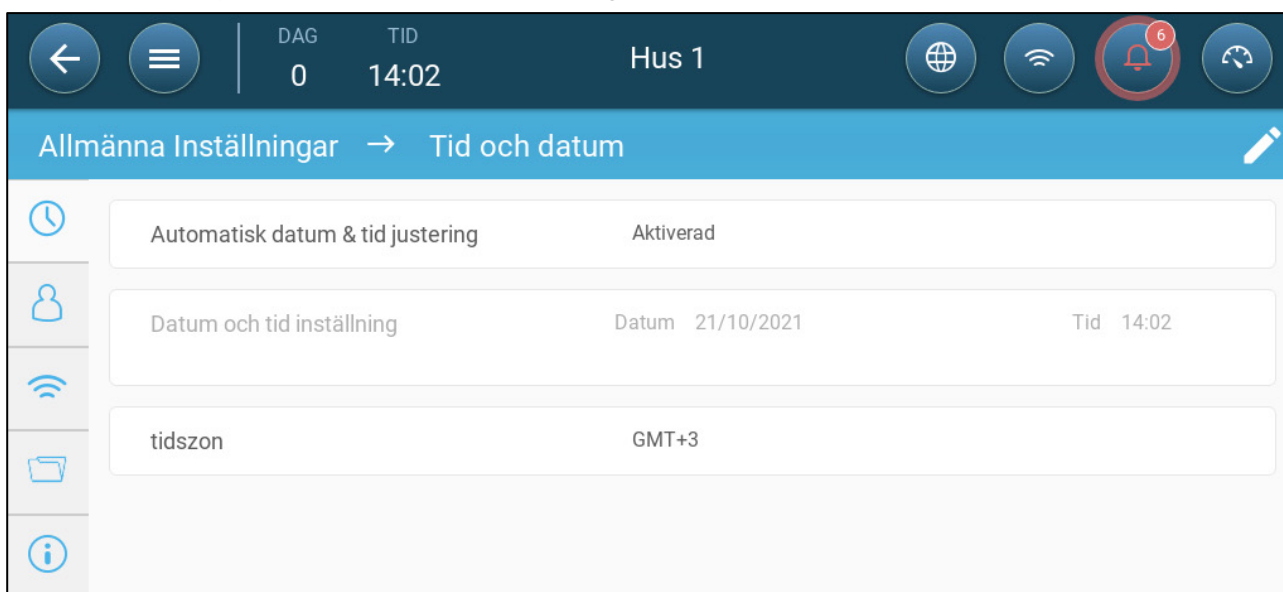 DAG TID
0 14:02
Hus 1
6
Allmänna Inställningar → Tid och datum
Automatisk datum & tid justering Aktiverad
Datum och tid inställning Datum 21/10/2021 Tid 14:02
tidszon GMT+3